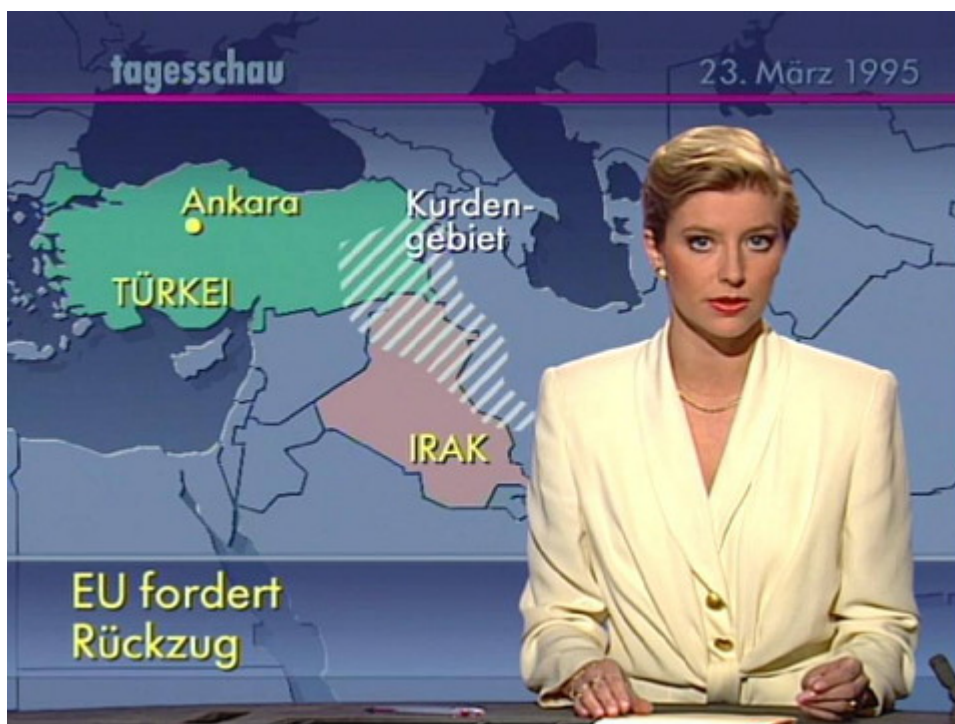 tagesschau
23. März 1995
Ankara
Kurden-
gebiet
TÜRKEI
IRAK
EU fordert
Rückzug